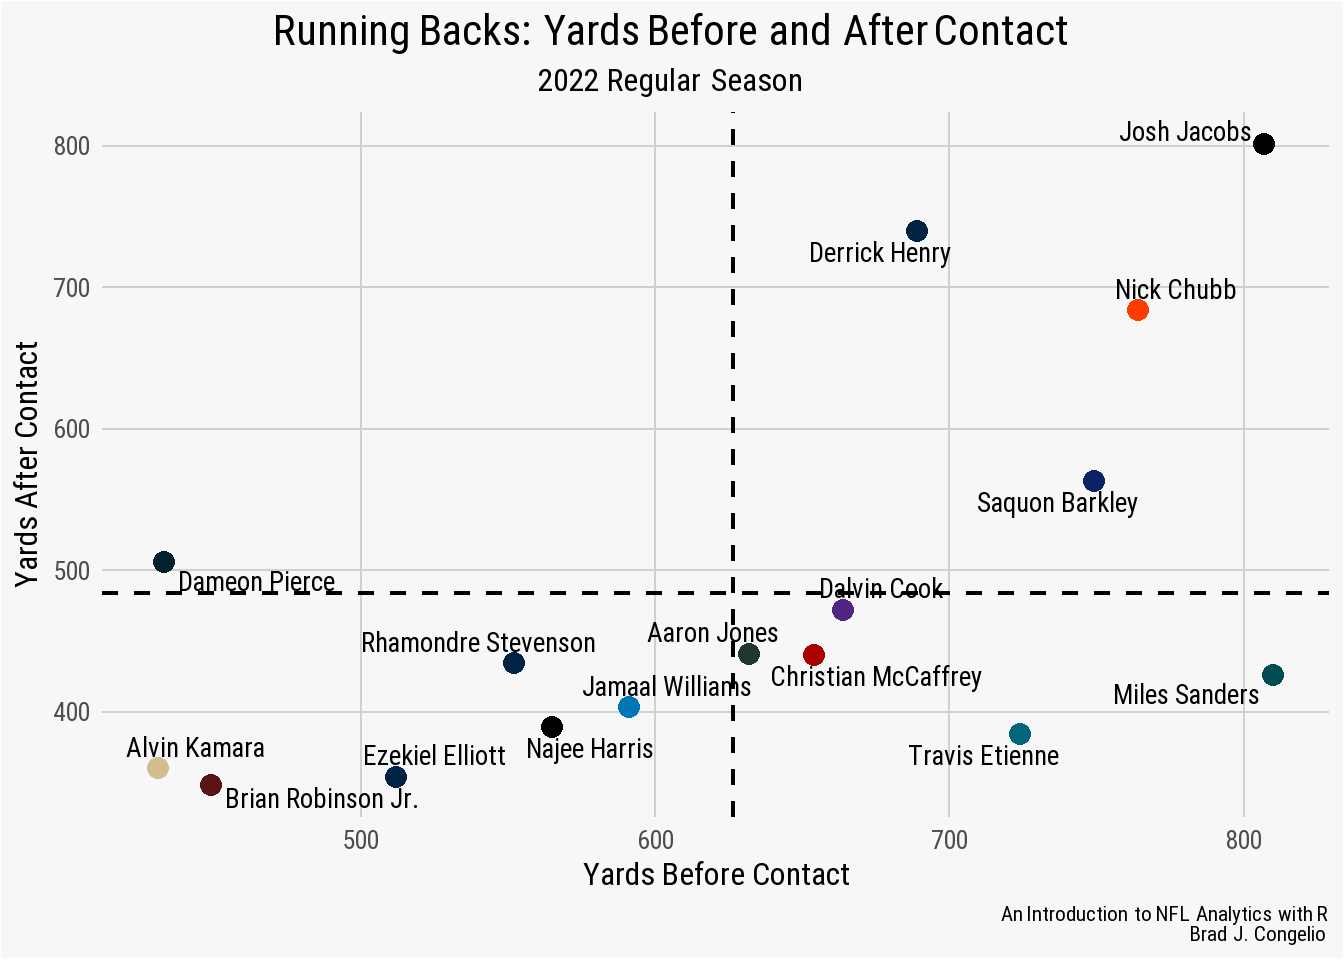 Running Backs: Yards Before and After Contact
2022 Regular Season
Josh Jacobs
800
Derrick Henry
Nick Chubb
700
Yards After Contact
600
Saquon Barkley
500
Dameon Pierce
Dalvin Cook
Aaron Jones
Rhamondre Stevenson
Christian McCaffrey
Jamaal Williams
Miles Sanders
400
Alvin Kamara
Najee Harris
Ezekiel Elliott
Travis Etienne
Brian Robinson Jr.
500
600
700
800
Yards Before Contact
An Introduction to NFL Analytics with R
Brad J. Congelio